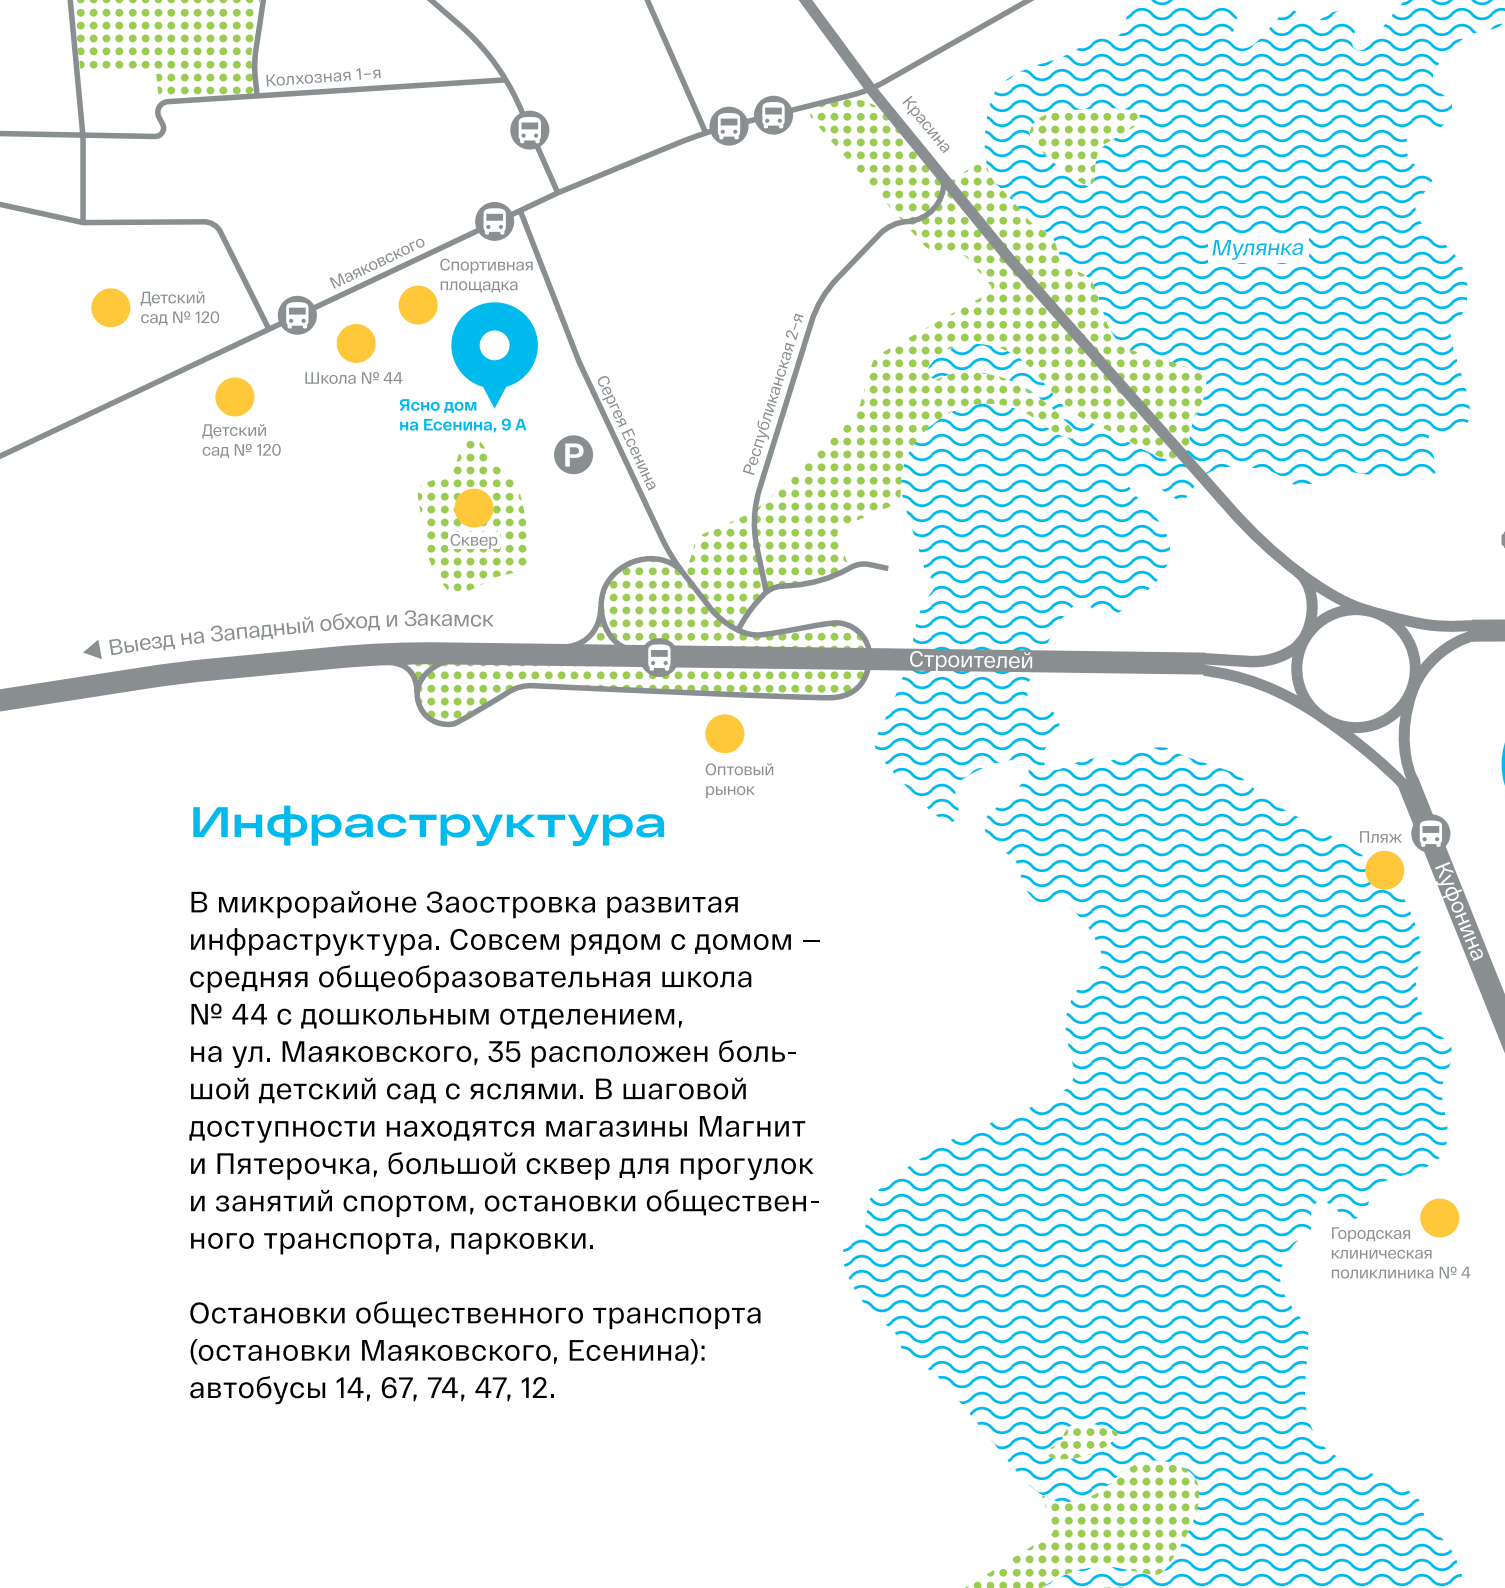 Колхозная 1-я
Красина
Мулянка
Маяковского
Спортивная
площадка
Детский
сад № 120
Школа № 44
Ясно дом
на Есенина, 9 А
Детский
сад № 120
Сергея Есенина
Республиканская 2-я
P
Сквер
Выезд на Западный обход и Закамск
Строителей
Оптовый
рынок
Пляж
Куфонина
Инфраструктура
В микрорайоне Заостровка развитая
инфраструктура. Совсем рядом с домом –
средняя общеобразовательная школа
№ 44 с дошкольным отделением,
на ул. Маяковского, 35 расположен боль-
шой детский сад с яслями. В шаговой
доступности находятся магазины Магнит
и Пятерочка, большой сквер для прогулок
и занятий спортом, остановки обществен-
ного транспорта, парковки.
Городская
клиническая
поликлиника № 4
Остановки общественного транспорта
(остановки Маяковского, Есенина):
автобусы 14, 67, 74, 47, 12.